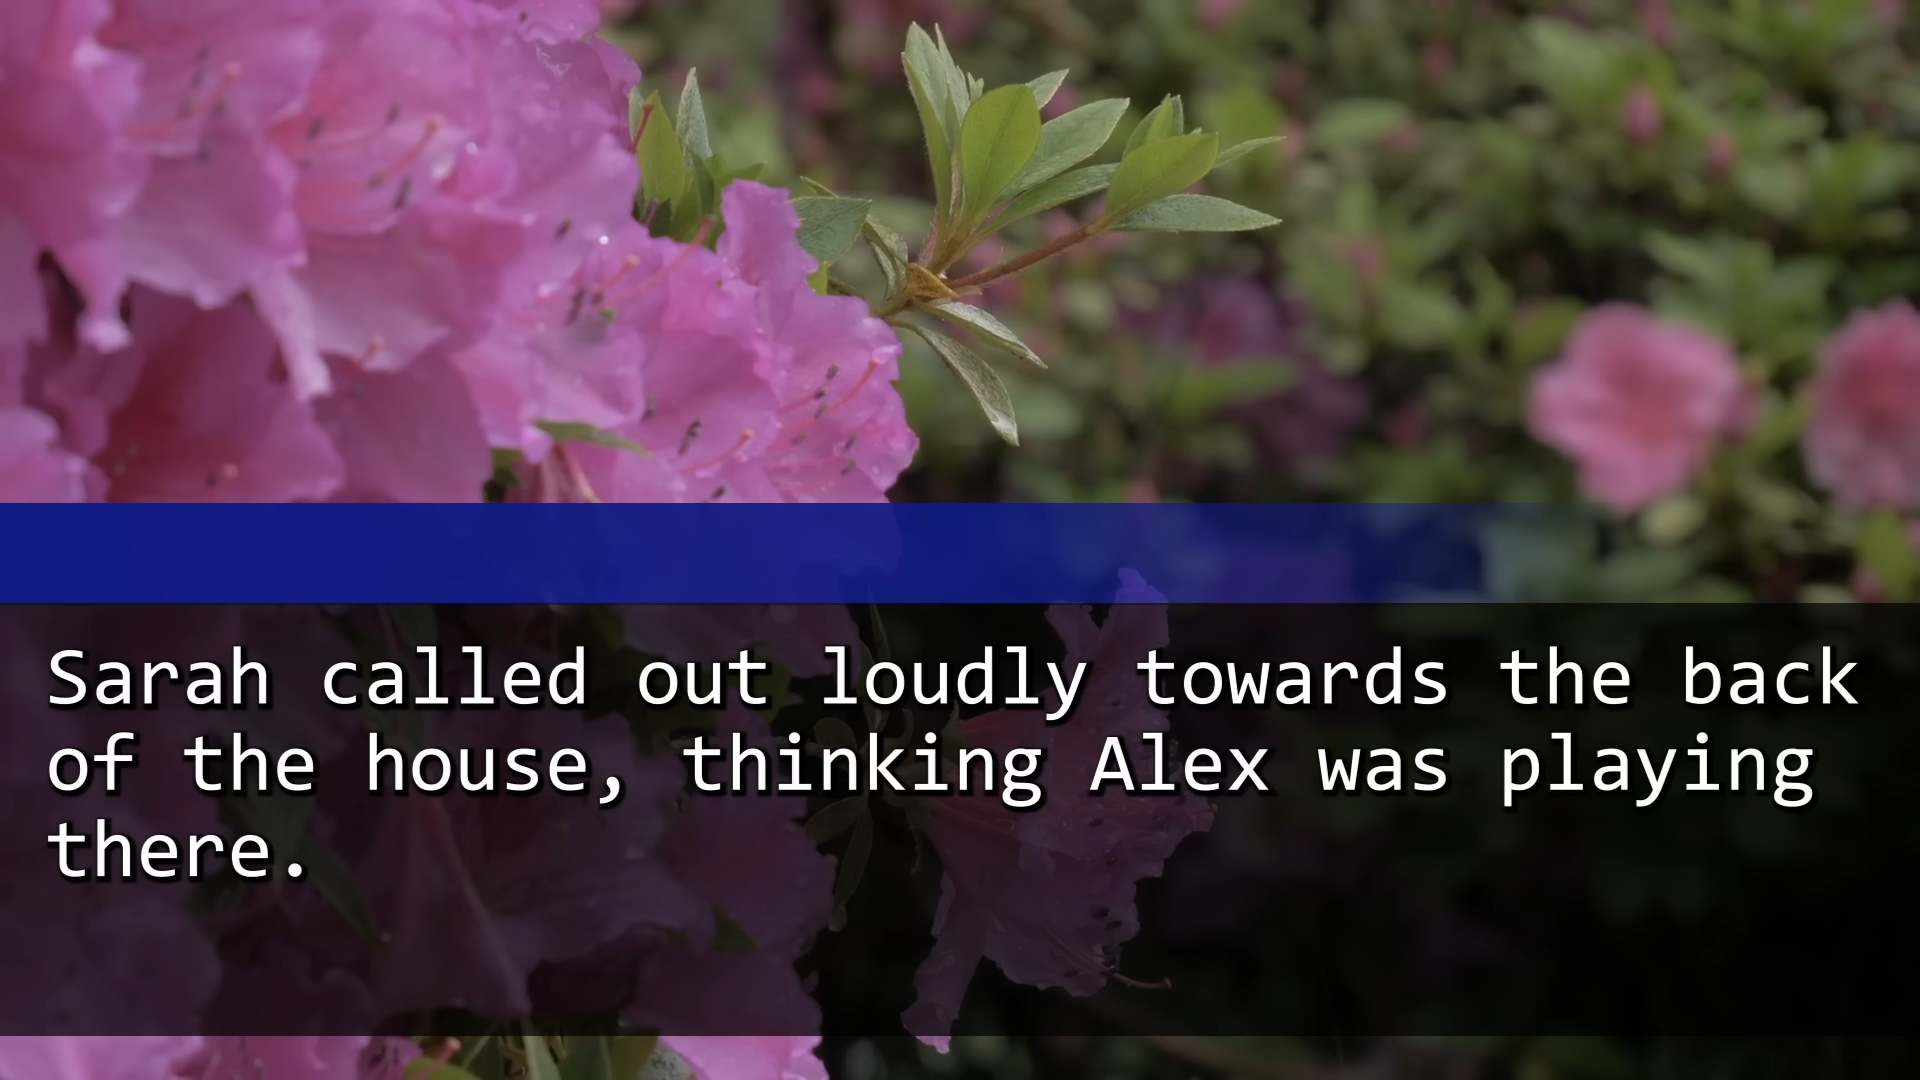 Sarah called out loudly towards the back
of the house, thinking Alex was playing
there.